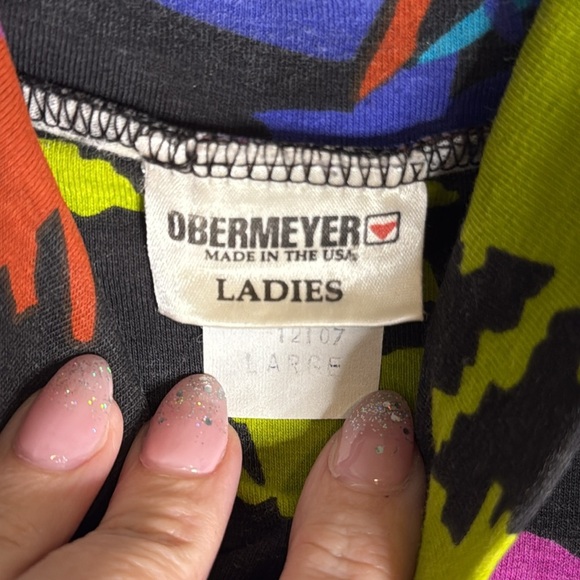 OBERMEYER
MADE IN THE USA
LADIES
12107
LARGE